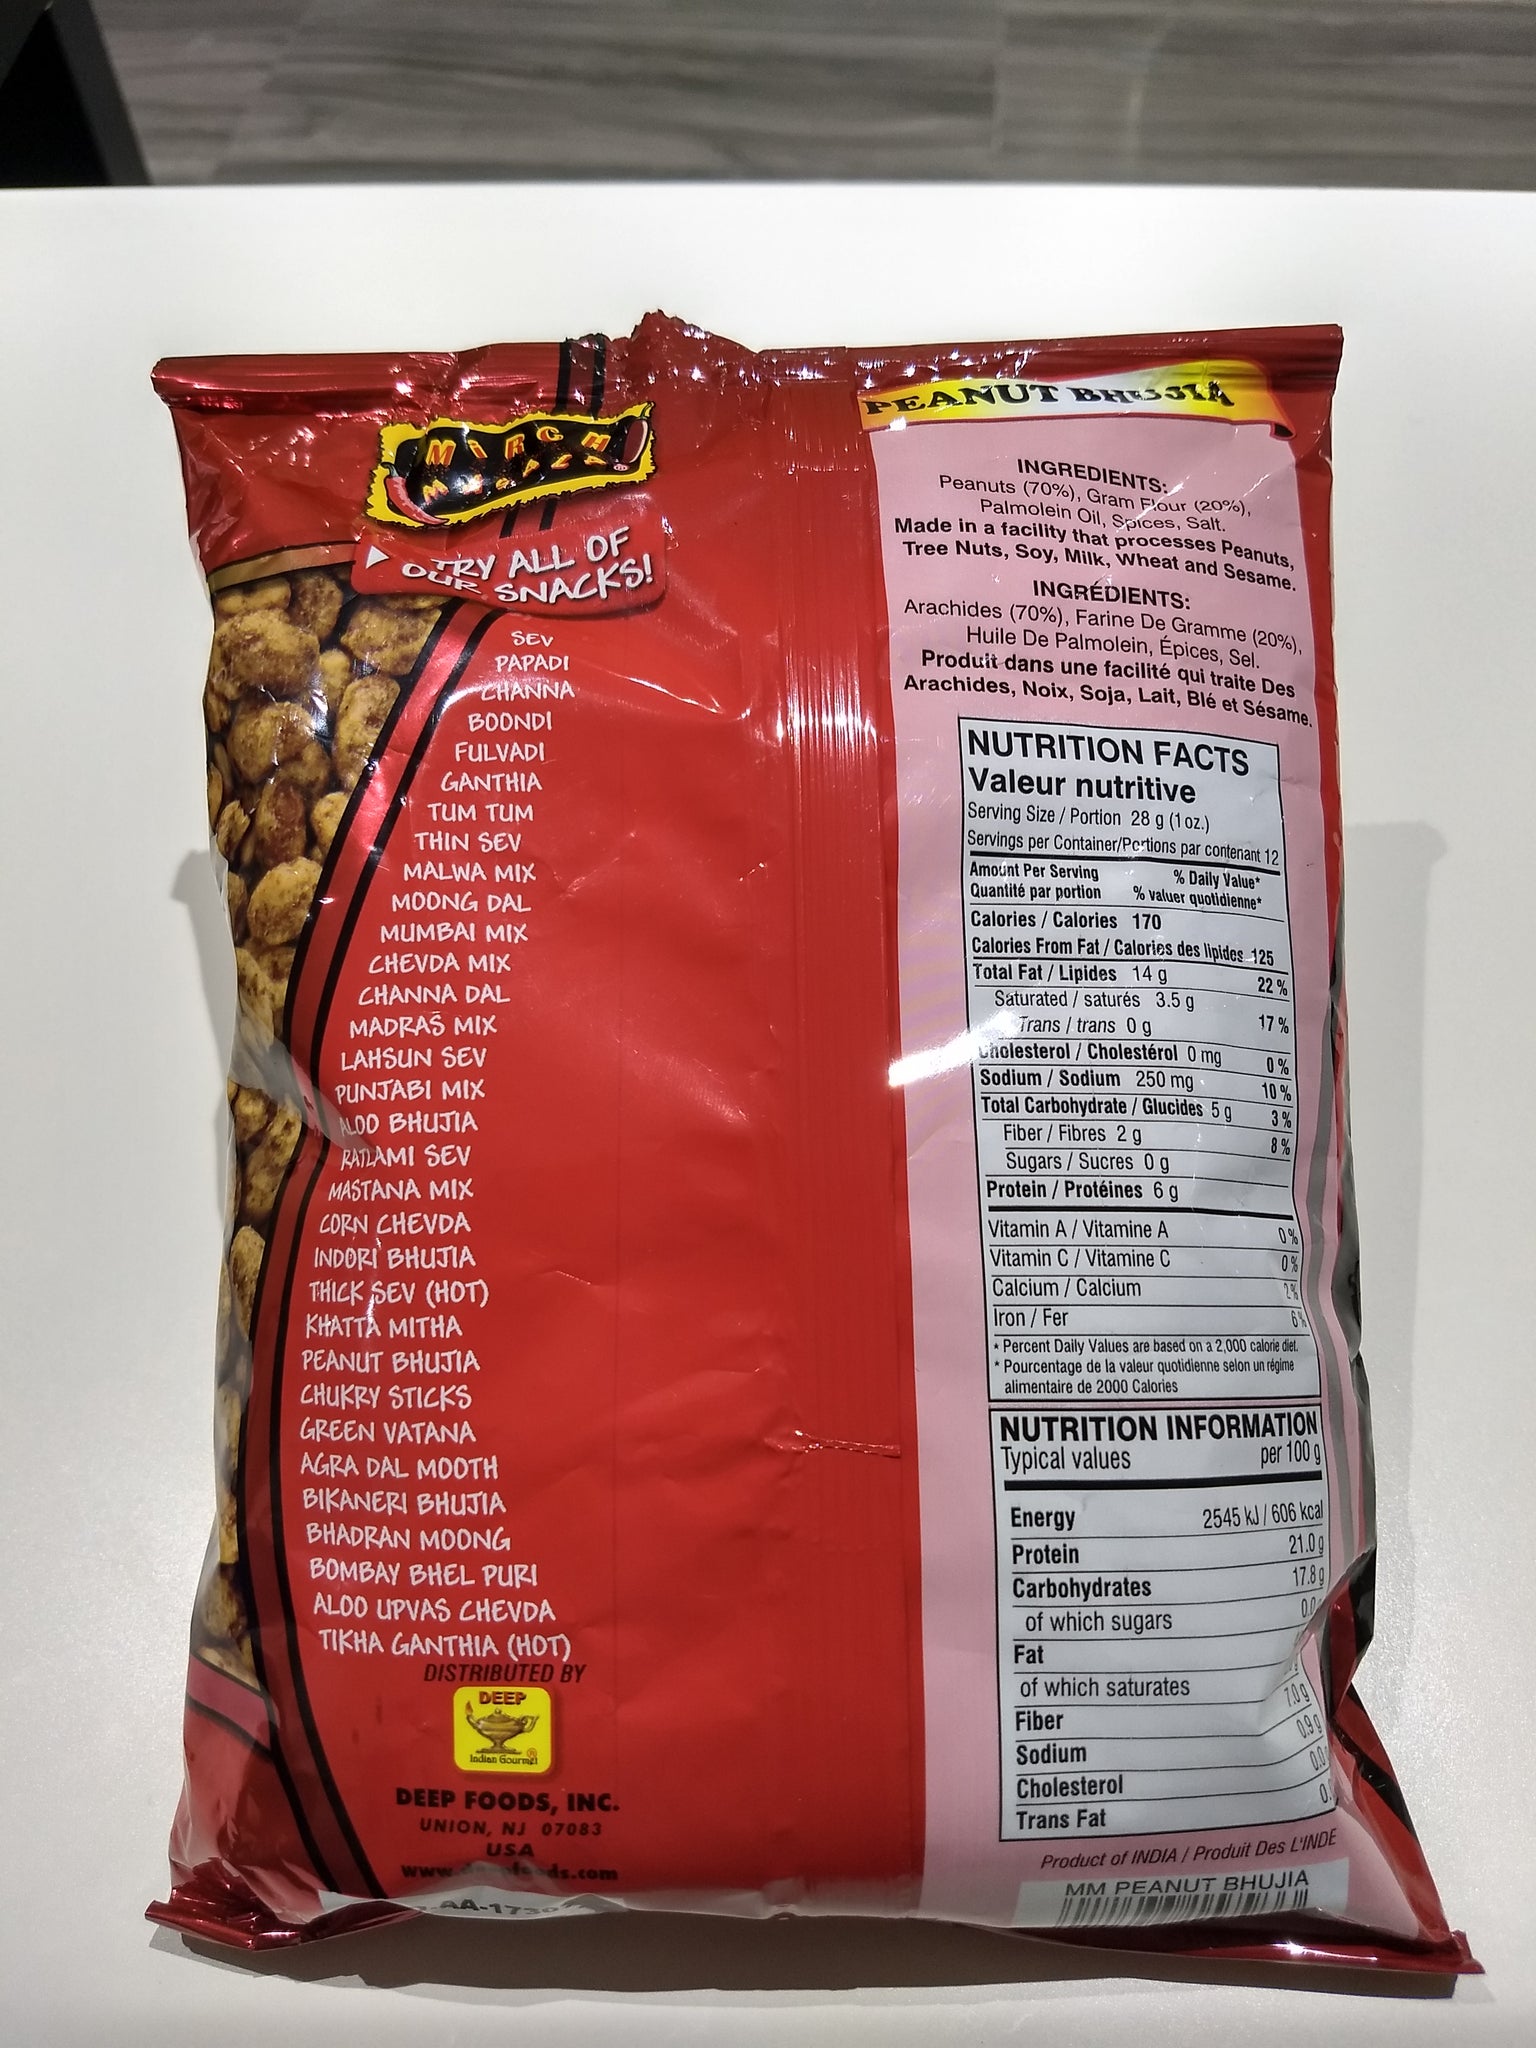 MIRCH
MASALA
TRY ALL OF
OUR SNACKS!
SEV
PAPADI
CHANNA
BOONDI
FULVADI
GANTHIA
TUM TUM
THIN SEV
MALWA MIX
MOONG DAL
MUMBAI MIX
CHEVDA MIX
CHANNA DAL
MADRAS MIX
LAHSUN SEV
PUNJABI MIX
ALOO BHUJIA
RATLAMI SEV
MASTANA MIX
CORN CHEVDA
INDORI BHUJIA
THICK SEV (HOT)
KHATTA MITHA
PEANUT BHUJIA
CHUKRY STICKS
GREEN VATANA
AGRA DAL MOOTH
BIKANERI BHUJIA
BHADRAN MOONG
BOMBAY BHEL PURI
ALOO UPVAS CHEVDA
TIKHA GANTHIA (HOT)
DISTRIBUTED BY
DEEP
Indian Gourmet®
DEEP FOODS, INC.
UNION, NJ 07083
USA
PEANUT BHUJIA
INGREDIENTS:
Peanuts (70%), Gram Flour (20%),
Palmolein Oil, Spices, Salt.
Made in a facility that processes Peanuts,
Tree Nuts, Soy, Milk, Wheat and Sesame.
INGRÉDIENTS:
Arachides (70%), Farine De Gramme (20%),
Huile De Palmolein, Épices, Sel.
Produit dans une facilité qui traite Des
Arachides, Noix, Soja, Lait, Blé et Sésame.
NUTRITION FACTS
Valeur nutritive
Serving Size / Portion 28 g (1 oz.)
Servings per Container/Portions par contenant 12
Amount Per Serving % Daily Value*
Quantité par portion % valuer quotidienne*
Calories / Calories 170
Calories From Fat / Calories des lipides 125
Total Fat / Lipides 14 g 22 %
Saturated / saturés 3.5 g 17 %
Trans / trans 0 g
Cholesterol / Cholestérol 0 mg 0 %
Sodium / Sodium 250 mg 10 %
Total Carbohydrate / Glucides 5 g 3 %
Fiber / Fibres 2 g 8 %
Sugars / Sucres 0 g
Protein / Protéines 6 g
Vitamin A / Vitamine A 0 %
Vitamin C / Vitamine C 0 %
Calcium / Calcium 2 %
Iron / Fer 6 %
* Percent Daily Values are based on a 2,000 calorie diet.
* Pourcentage de la valeur quotidienne selon un régime
alimentaire de 2000 Calories
NUTRITION INFORMATION
Typical values per 100 g
Energy 2545 kJ / 606 kcal
Protein 21.0 g
Carbohydrates 17.8 g
of which sugars 0.0
Fat
of which saturates
Fiber 7.0 g
Sodium 0.9 g
Cholesterol 0.0
Trans Fat
Product of INDIA / Produit Des L'INDE
MM PEANUT BHUJIA